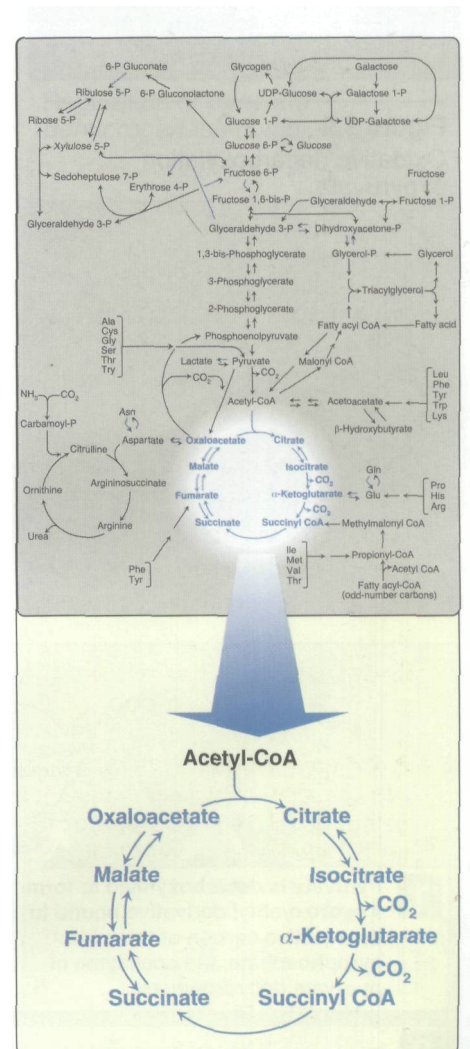 6-P Gluconate
Glycogen
Galactose
Ribulose 5-P
6-P Gluconolactone
UDP-Glucose
Galactose 1-P
Ribose 5-P
Glucose 1-P
UDP-Galactose
Xylulose 5-P
Glucose 6-P
Glucose
Sedoheptulose 7-P
Fructose 6-P
Fructose
Erythrose 4-P
Fructose 1,6-bis-P
Glyceraldehyde
Fructose 1-P
Glyceraldehyde 3-P
Glyceraldehyde 3-P
Dihydroxyacetone-P
1,3-bis-Phosphoglycerate
Glycerol-P
Glycerol
3-Phosphoglycerate
Triacylglycerol
2-Phosphoglycerate
Ala
Cys
Gly
Ser
Thr
Try
Phosphoenolpyruvate
Fatty acyl CoA
Fatty acid
Lactate
Pyruvate
Malonyl CoA
CO2
CO2
Leu
Phe
Tyr
Trp
Lys
NH3
CO2
Acetyl-CoA
Acetoacetate
Carbamoyl-P
Asn
β-Hydroxybutyrate
Aspartate
Oxaloacetate
Citrate
Citrulline
Malate
Isocitrate
Gln
CO2
Argininosuccinate
Pro
His
Arg
Ornithine
Fumarate
α-Ketoglutarate
Glu
CO2
Arginine
Succinate
Succinyl CoA
Methylmalonyl CoA
Urea
Ile
Met
Val
Thr
Propionyl-CoA
Phe
Tyr
Acetyl CoA
Fatty acyl-CoA
(odd-number carbons)
Acetyl-CoA
Oxaloacetate
Citrate
Malate
Isocitrate
CO2
Fumarate
α-Ketoglutarate
CO2
Succinate
Succinyl CoA